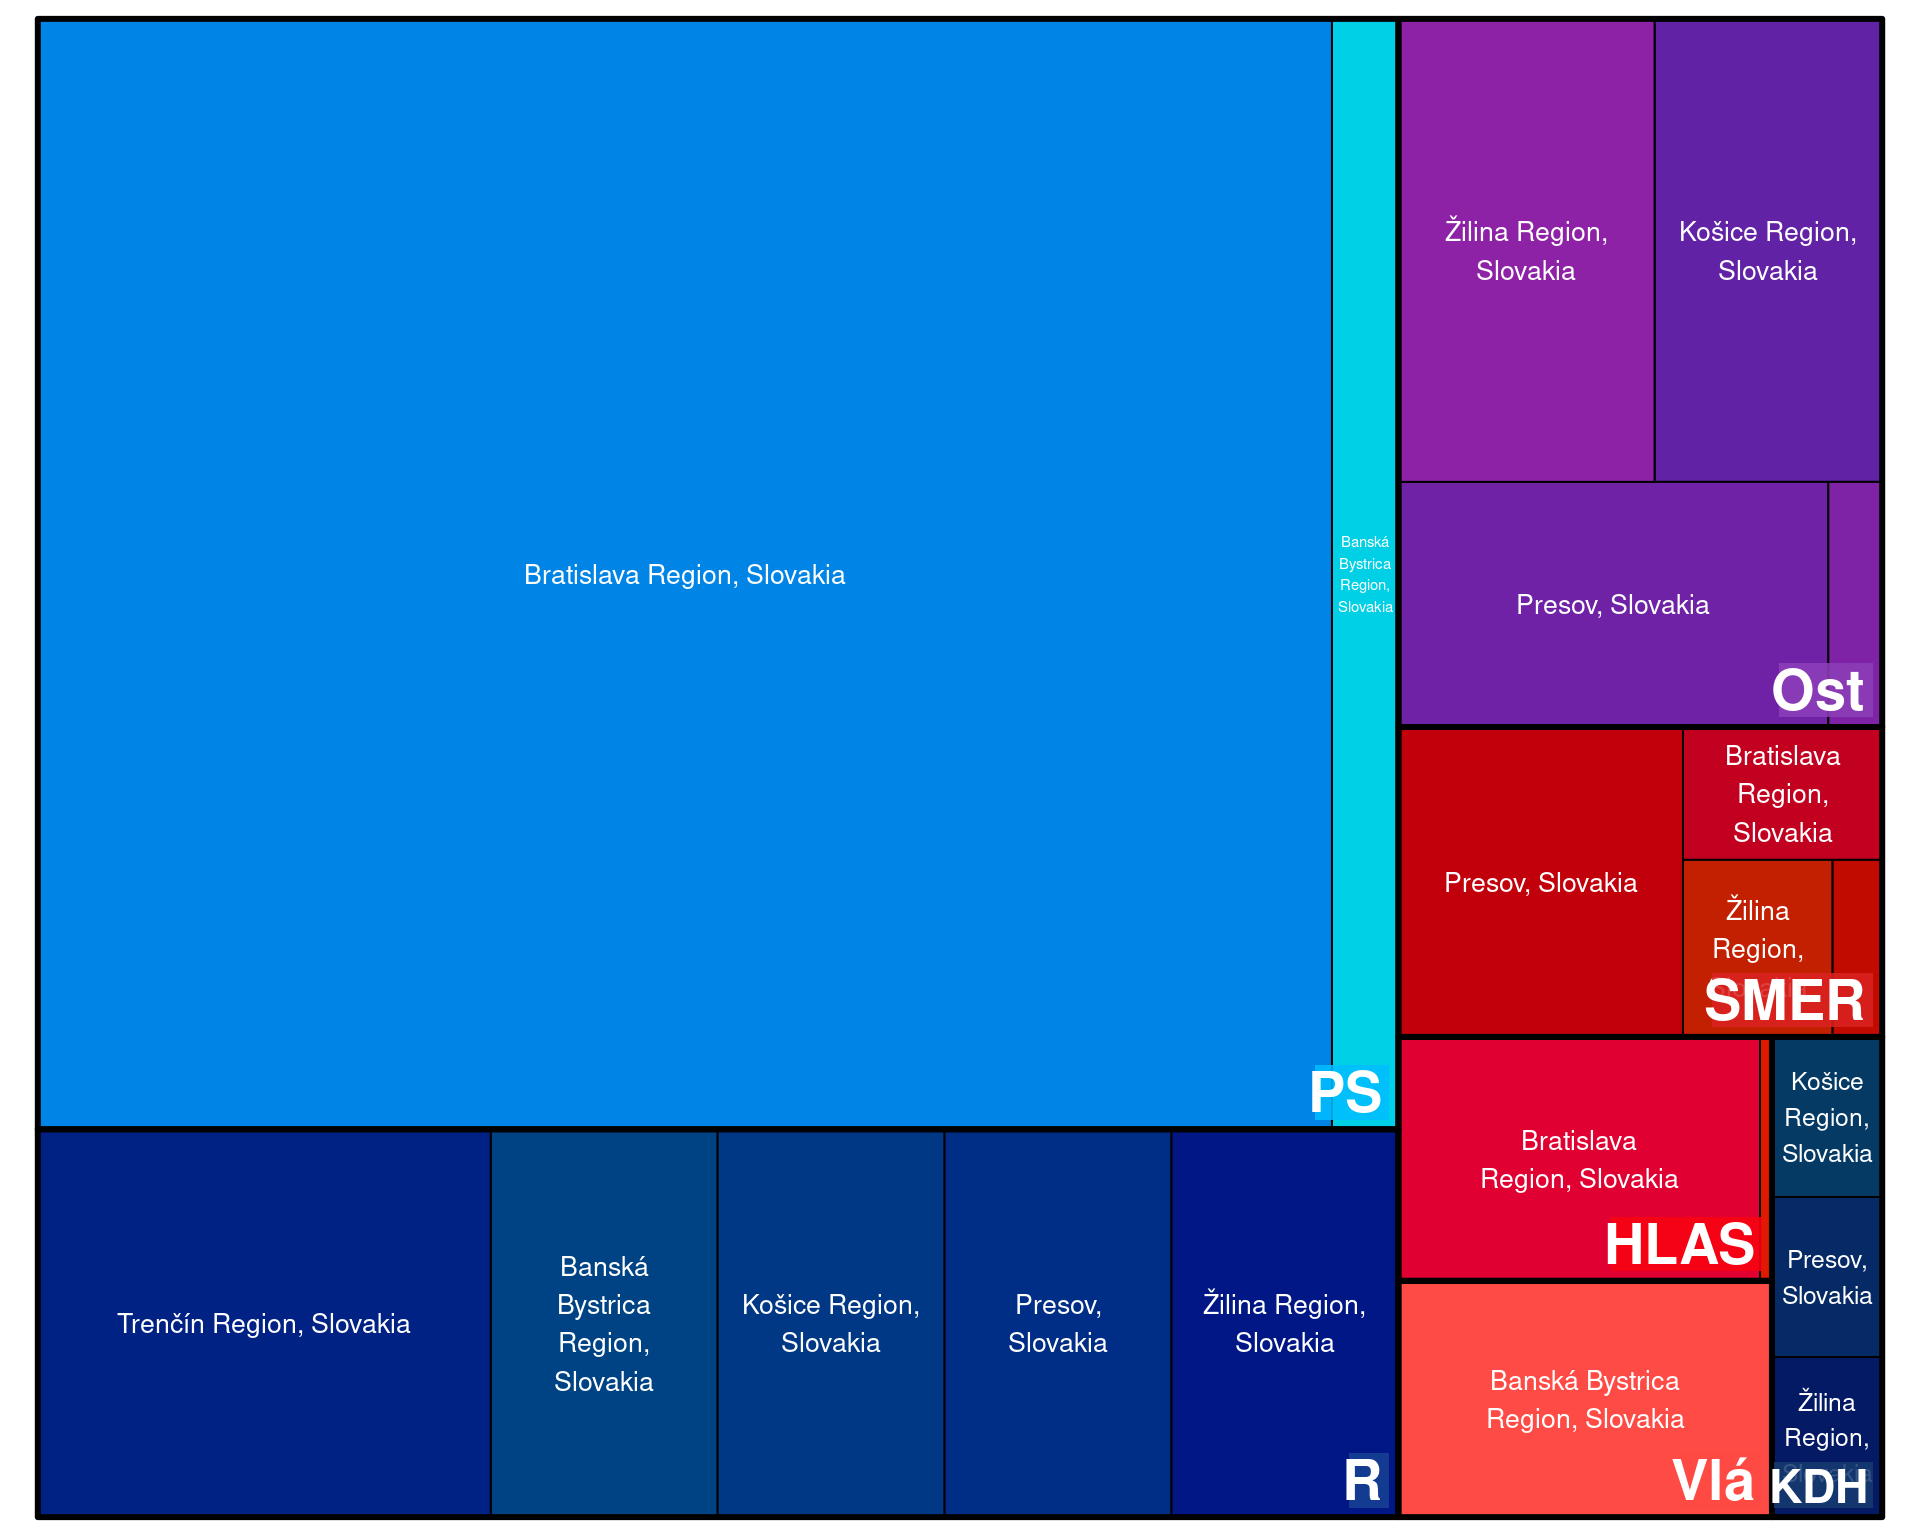 Bratislava Region, Slovakia
Banská
Bystrica
Region,
Slovakia
PS
Trenčín Region, Slovakia
Banská
Bystrica
Region,
Slovakia
Košice Region,
Slovakia
Presov,
Slovakia
Žilina Region,
Slovakia
R
Žilina Region,
Slovakia
Košice Region,
Slovakia
Presov, Slovakia
Ost
Presov, Slovakia
Bratislava
Region,
Slovakia
Žilina
Region,
SMER
Bratislava
Region, Slovakia
HLAS
Banská Bystrica
Region, Slovakia
Vlá
Košice
Region,
Slovakia
Presov,
Slovakia
Žilina
Region,
KDH